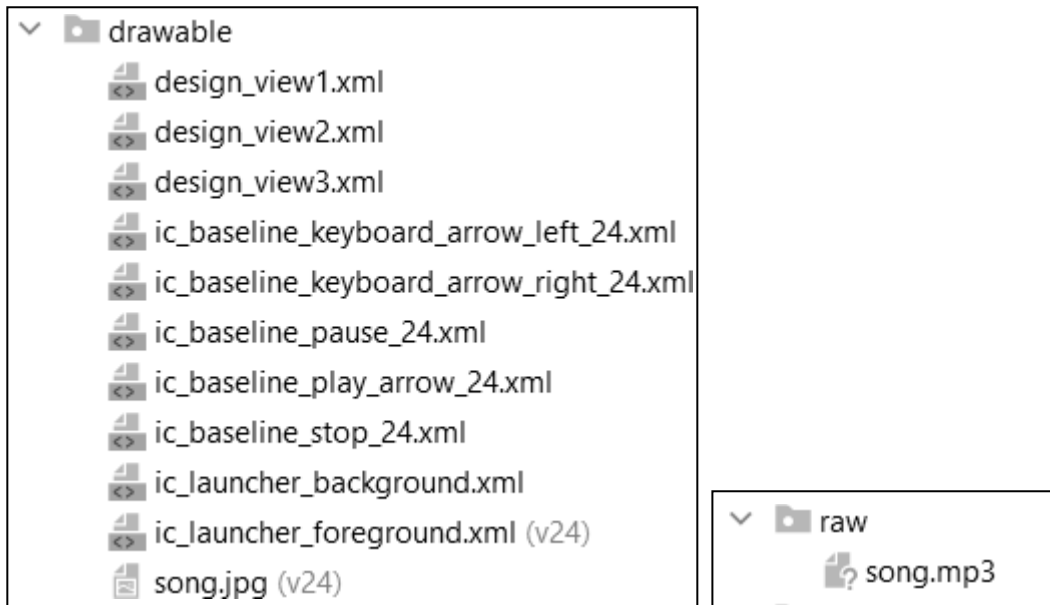 drawable
design_view1.xml
design_view2.xml
design_view3.xml
ic_baseline_keyboard_arrow_left_24.xml
ic_baseline_keyboard_arrow_right_24.xml
ic_baseline_pause_24.xml
ic_baseline_play_arrow_24.xml
ic_baseline_stop_24.xml
ic_launcher_background.xml
ic_launcher_foreground.xml (v24)
song.jpg (v24)
raw
song.mp3